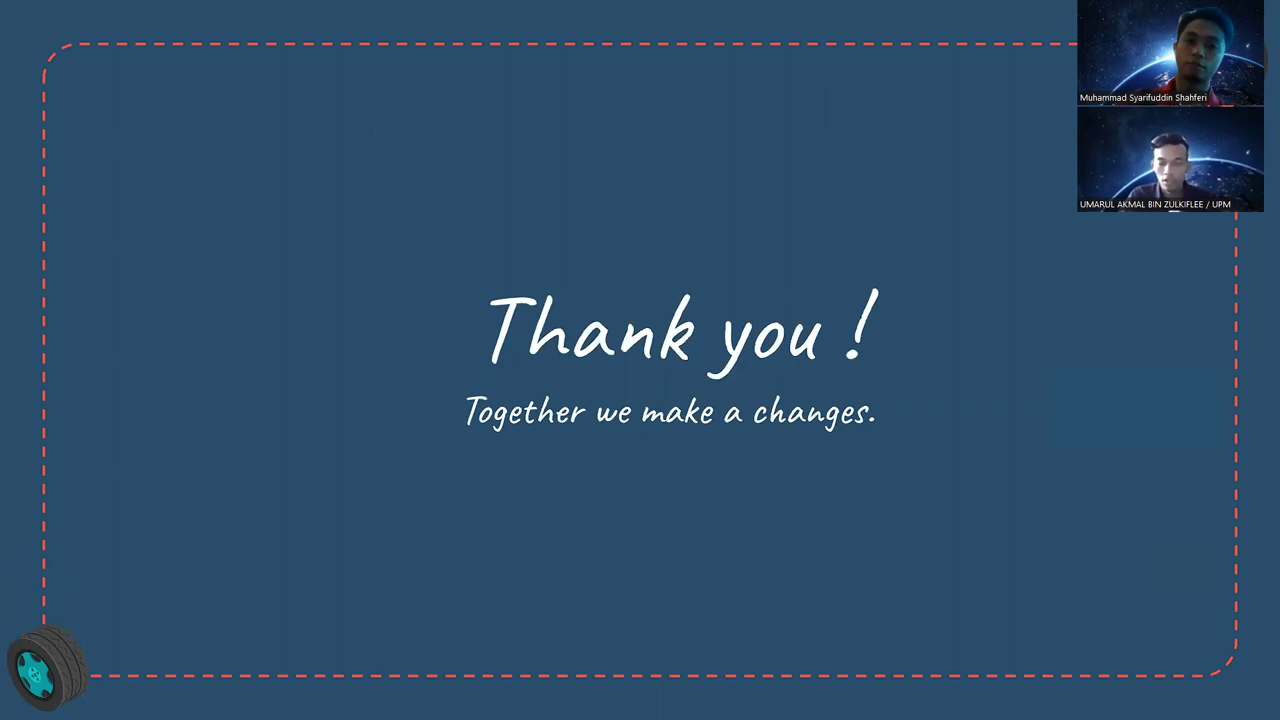 Muhammad Syarifuddin Shahferi
UMARUL AKMAL BIN ZULKIFLEE / UPM
Thank you !
Together we make a changes.